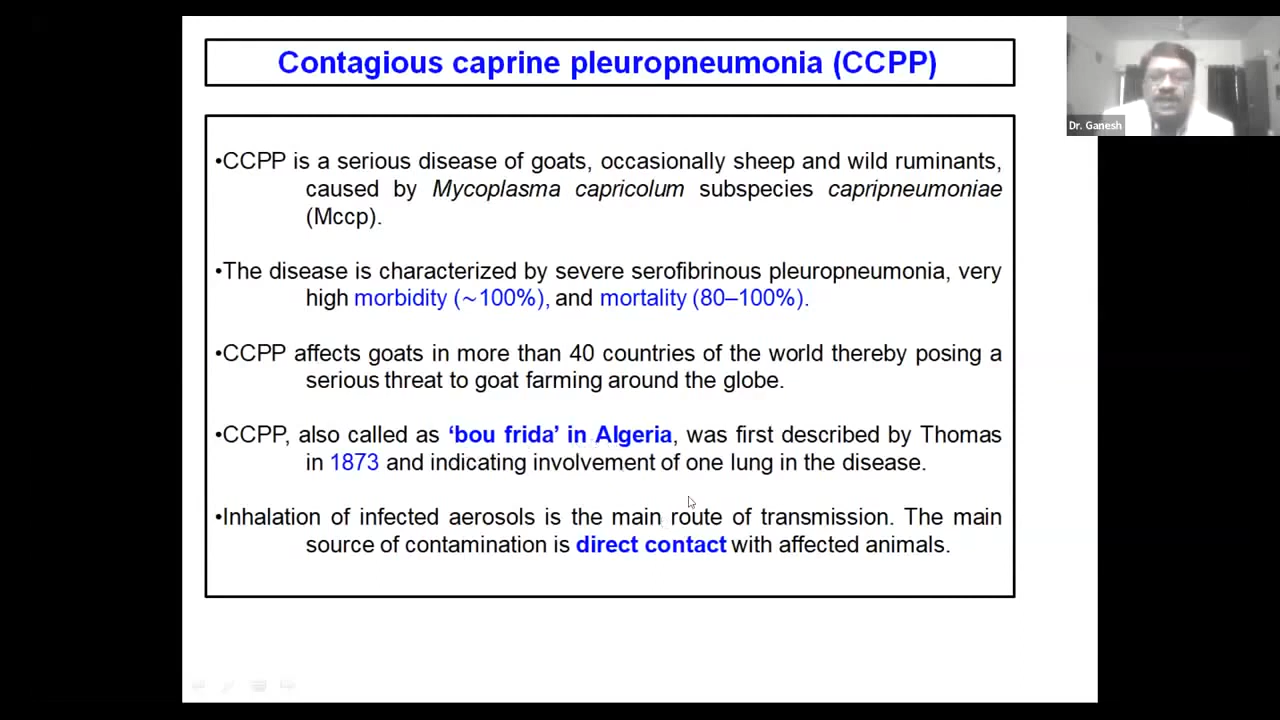 Contagious caprine pleuropneumonia (CCPP)
Dr. Ganesh
•CCPP is a serious disease of goats, occasionally sheep and wild ruminants,
caused by Mycoplasma capricolum subspecies capripneumoniae
(Mccp).
•The disease is characterized by severe serofibrinous pleuropneumonia, very
high morbidity (~100%), and mortality (80–100%).
•CCPP affects goats in more than 40 countries of the world thereby posing a
serious threat to goat farming around the globe.
•CCPP, also called as ‘bou frida’ in Algeria, was first described by Thomas
in 1873 and indicating involvement of one lung in the disease.
•Inhalation of infected aerosols is the main route of transmission. The main
source of contamination is direct contact with affected animals.